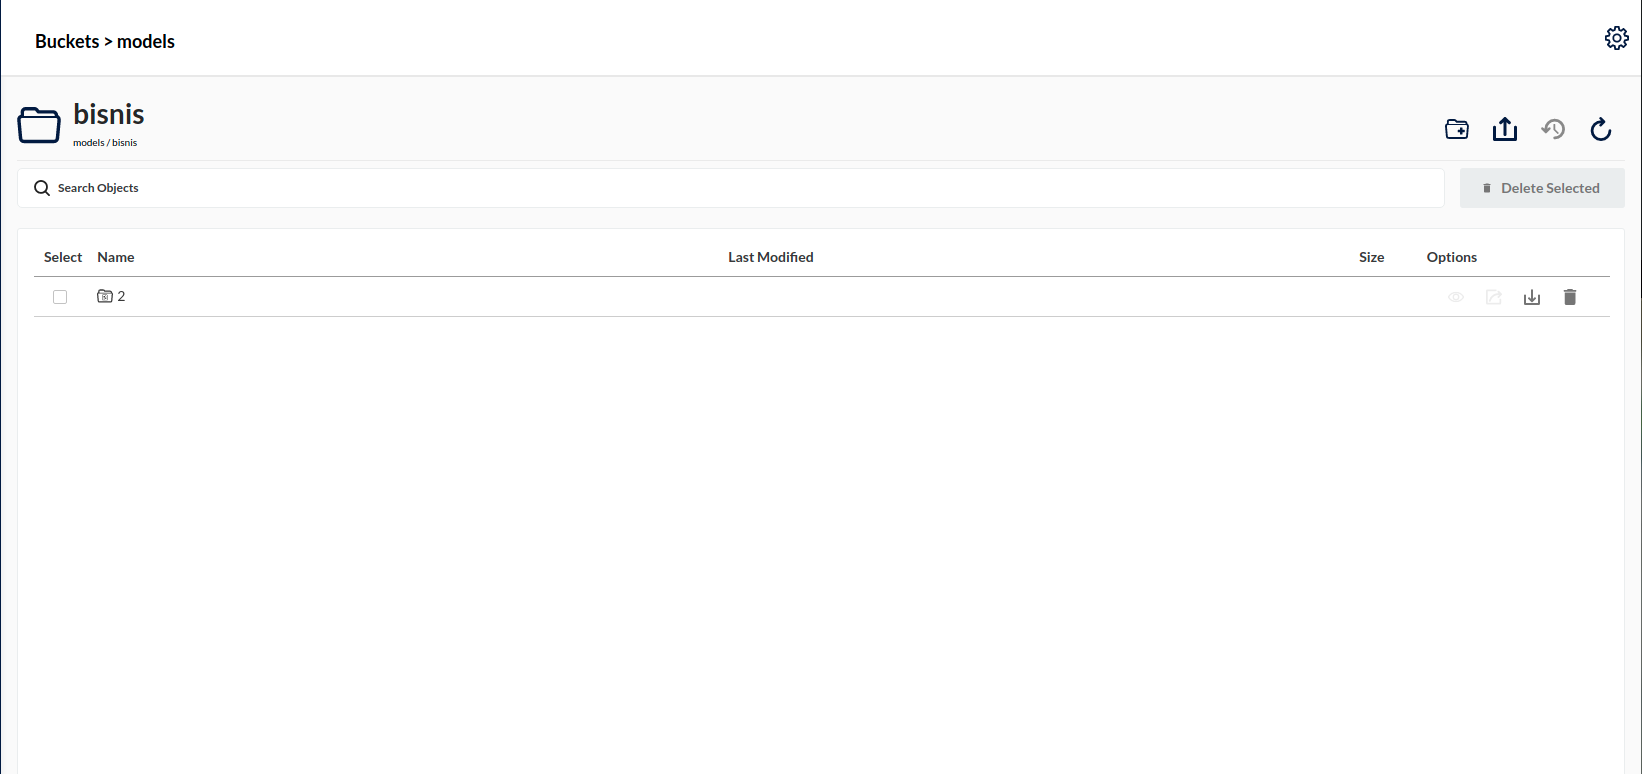 Buckets > models
bisnis
models / bisnis
Search Objects
Delete Selected
Select Name Last Modified Size Options
2